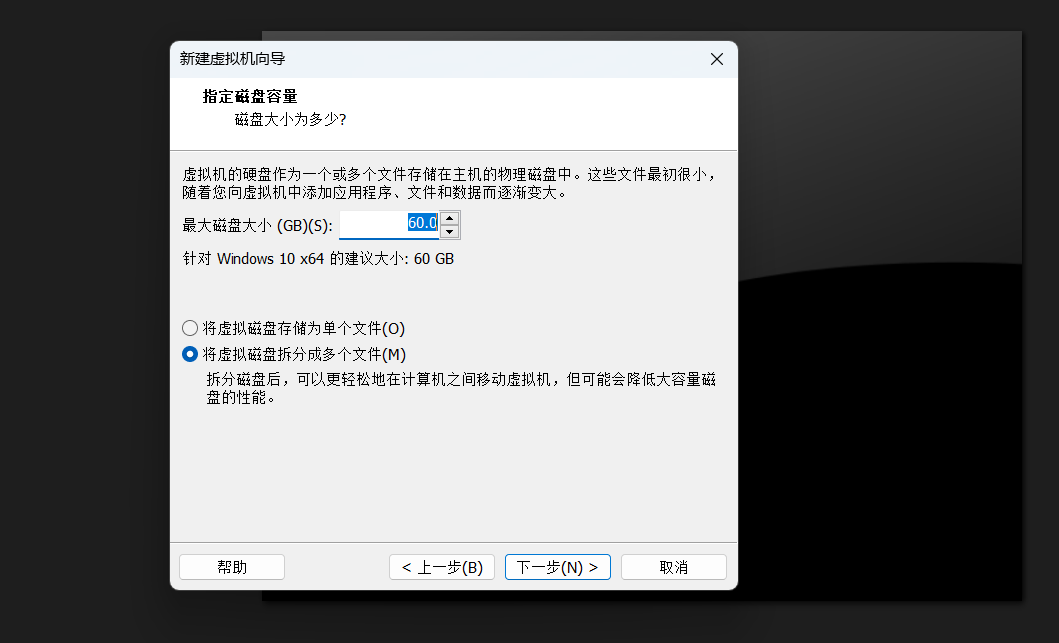 新建虚拟机向导
指定磁盘容量
磁盘大小为多少?
虚拟机的硬盘作为一个或多个文件存储在主机的物理磁盘中。这些文件最初很小，
随着您向虚拟机中添加应用程序、文件和数据而逐渐变大。
最大磁盘大小 (GB)(S): 60.0
针对 Windows 10 x64 的建议大小: 60 GB
将虚拟磁盘存储为单个文件(O)
将虚拟磁盘拆分成多个文件(M)
拆分磁盘后，可以更轻松地在计算机之间移动虚拟机，但可能会降低大容量磁
盘的性能。
帮助 < 上一步(B) 下一步(N) > 取消